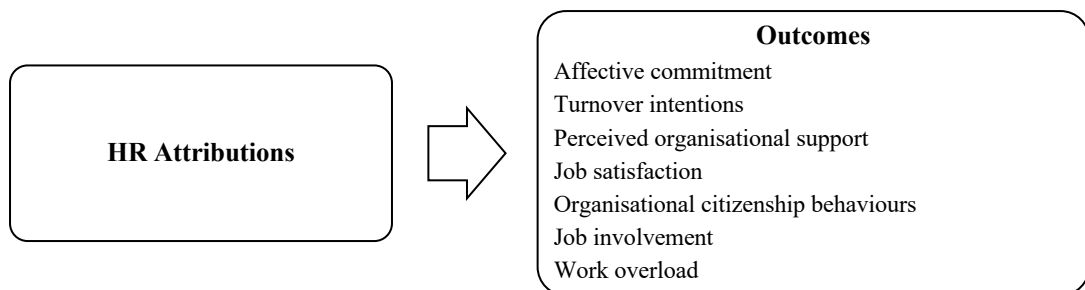 HR Attributions
Outcomes
Affective commitment
Turnover intentions
Perceived organisational support
Job satisfaction
Organisational citizenship behaviours
Job involvement
Work overload